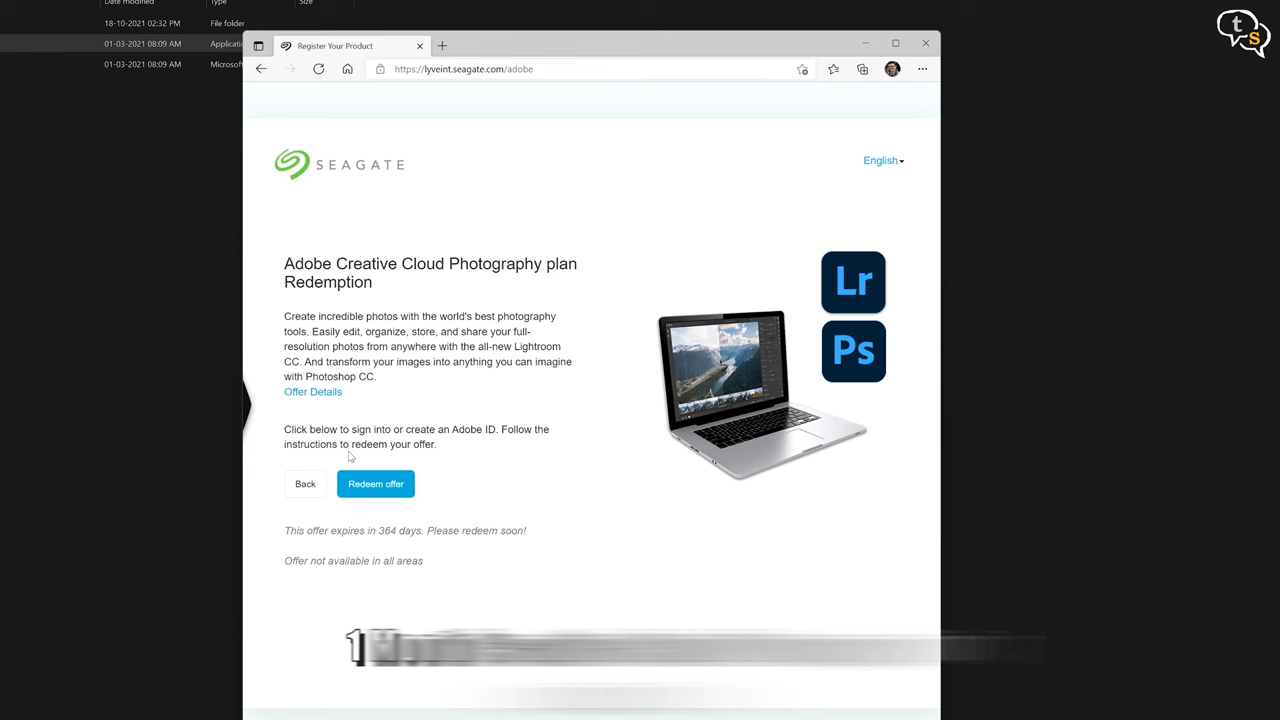 Date modified Type Size
18-10-2021 02:32 PM File folder
01-03-2021 08:09 AM
01-03-2021 08:09 AM
ts
Register Your Product
https://lyveint.seagate.com/adobe
SEAGATE
English
Adobe Creative Cloud Photography plan
Redemption
Create incredible photos with the world's best photography
tools. Easily edit, organize, store, and share your full-
resolution photos from anywhere with the all-new Lightroom
CC. And transform your images into anything you can imagine
with Photoshop CC.
Offer Details
Click below to sign into or create an Adobe ID. Follow the
instructions to redeem your offer.
Back Redeem offer
This offer expires in 364 days. Please redeem soon!
Offer not available in all areas
Lr
Ps
1